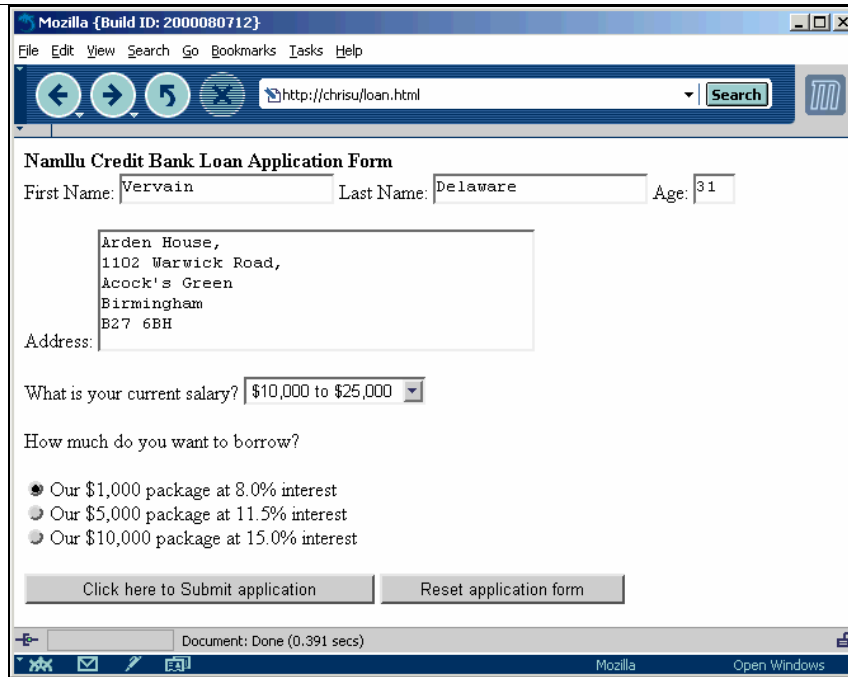 Mozilla {Build ID: 2000080712}
File Edit View Search Go Bookmarks Tasks Help
http://chrisu/loan.html Search
Namllu Credit Bank Loan Application Form
First Name: Vervain Last Name: Delaware Age: 31
Arden House,
1102 Warwick Road,
Acock's Green
Birmingham
B27 6BH
Address:
What is your current salary? $10,000 to $25,000
How much do you want to borrow?
Our $1,000 package at 8.0% interest
Our $5,000 package at 11.5% interest
Our $10,000 package at 15.0% interest
Click here to Submit application Reset application form
Document: Done (0.391 secs)
Mozilla Open Windows